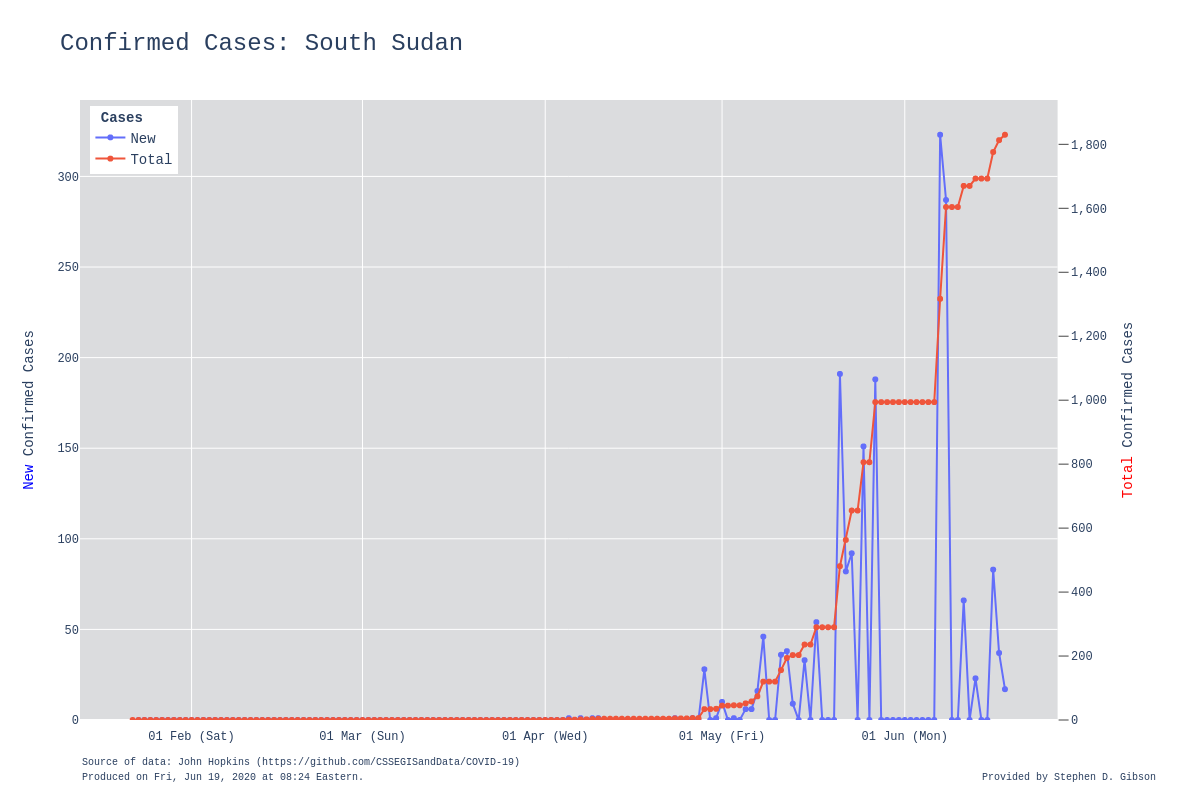 Confirmed Cases: South Sudan
Cases
New
Total
300
250
200
150
100
50
0
1,800
1,600
1,400
1,200
1,000
800
600
400
200
0
New Confirmed Cases
Total Confirmed Cases
01 Feb (Sat)
01 Mar (Sun)
01 Apr (Wed)
01 May (Fri)
01 Jun (Mon)
Source of data: John Hopkins (https://github.com/CSSEGISandData/COVID-19)
Produced on Fri, Jun 19, 2020 at 08:24 Eastern.
Provided by Stephen D. Gibson